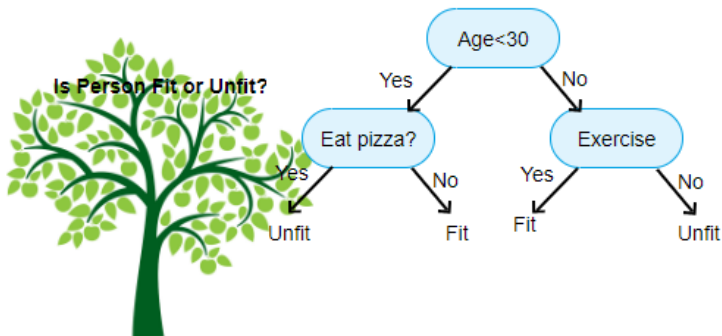 Age<30
Is Person Fit or Unfit?
Yes
No
Eat pizza?
Exercise
Yes
No
Yes
No
Unfit
Fit
Fit
Unfit